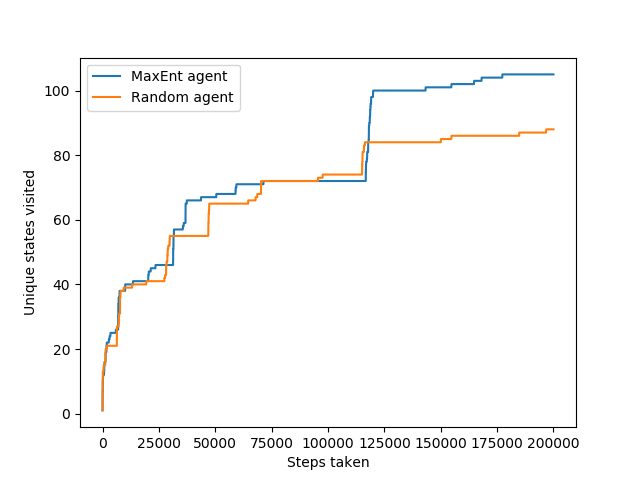 MaxEnt agent
Random agent
100
80
60
40
20
0
Unique states visited
0 25000 50000 75000 100000 125000 150000 175000 200000
Steps taken